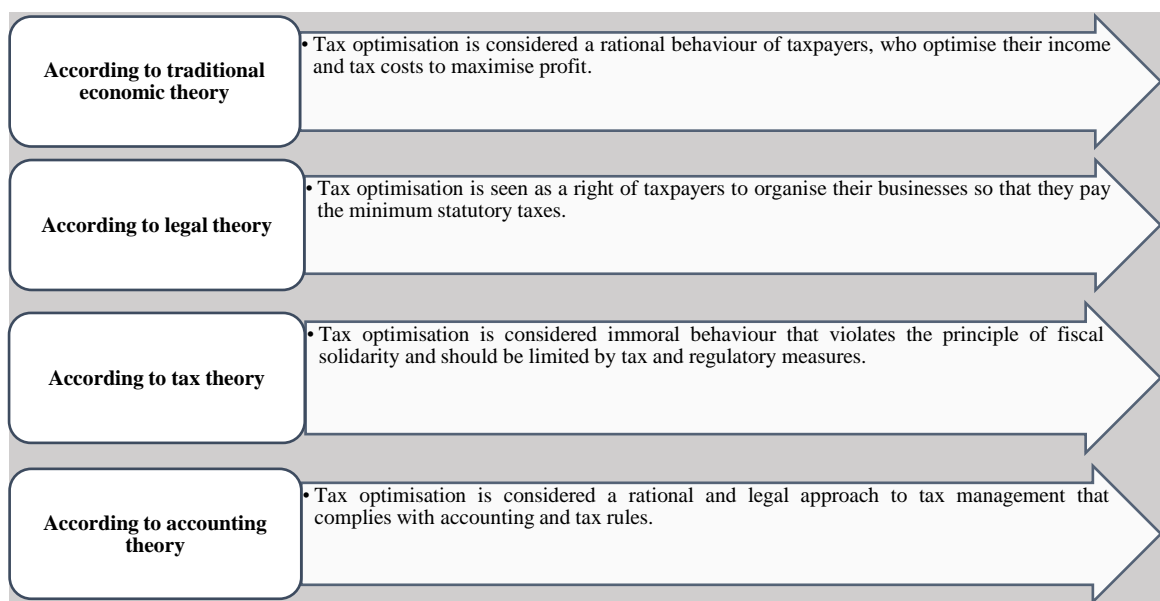 According to traditional
economic theory
• Tax optimisation is considered a rational behaviour of taxpayers, who optimise their income
and tax costs to maximise profit.
According to legal theory
• Tax optimisation is seen as a right of taxpayers to organise their businesses so that they pay
the minimum statutory taxes.
According to tax theory
• Tax optimisation is considered immoral behaviour that violates the principle of fiscal
solidarity and should be limited by tax and regulatory measures.
According to accounting
theory
• Tax optimisation is considered a rational and legal approach to tax management that
complies with accounting and tax rules.